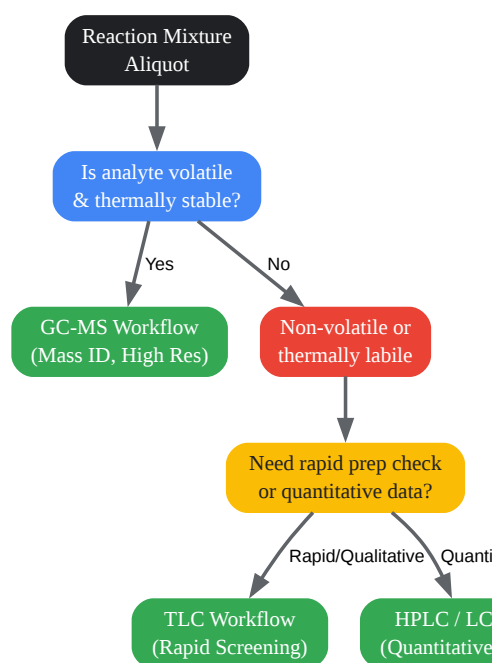 Reaction Mixture
Aliquot
Is analyte volatile
& thermally stable?
Yes
No
GC-MS Workflow
(Mass ID, High Res)
Non-volatile or
thermally labile
Need rapid prep check
or quantitative data?
Rapid/Qualitative
TLC Workflow
(Rapid Screening)
HPLC / LC
(Quantitative